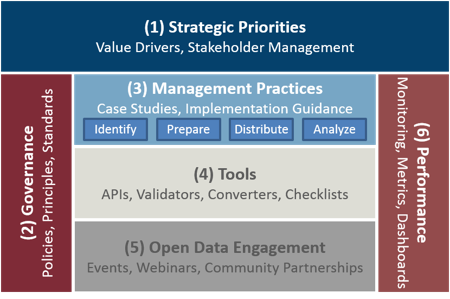 (1) Strategic Priorities
Value Drivers, Stakeholder Management
(2) Governance
Policies, Principles, Standards
(3) Management Practices
Case Studies, Implementation Guidance
Identify
Prepare
Distribute
Analyze
(4) Tools
APIs, Validators, Converters, Checklists
(5) Open Data Engagement
Events, Webinars, Community Partnerships
(6) Performance
Monitoring, Metrics, Dashboards